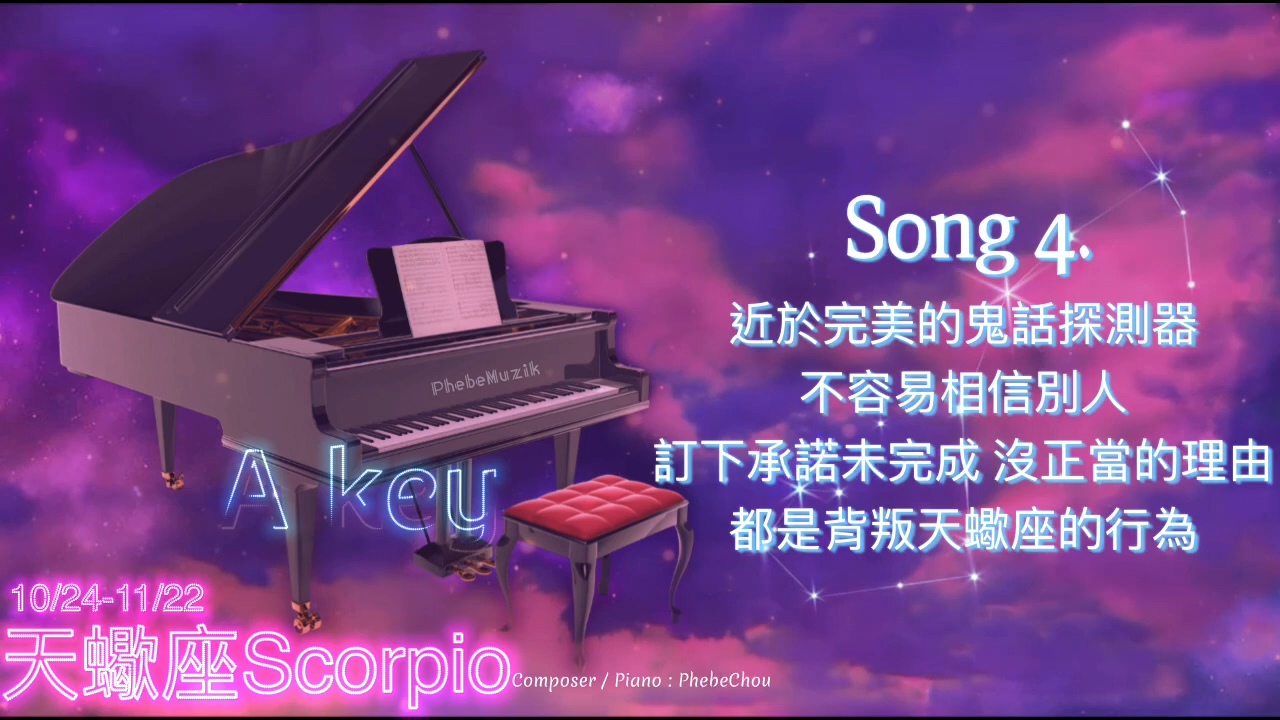 Song 4.
近於完美的鬼話探測器
不容易相信別人
訂下承諾未完成 沒正當的理由
都是背叛天蠍座的行為
PhebeMuzik
A key
10/24-11/22
天蠍座Scorpio
Composer / Piano : PhebeChou